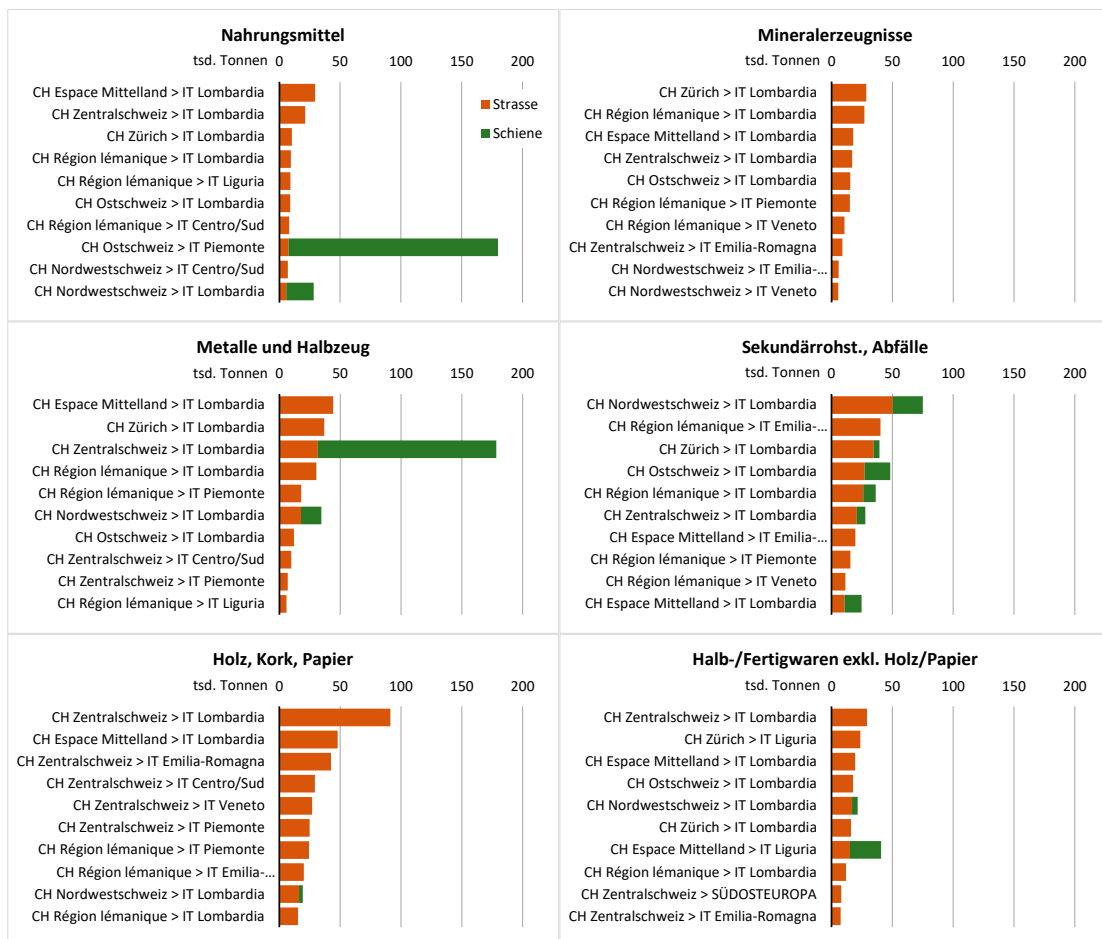 Nahrungsmittel
tsd. Tonnen 0 50 100 150 200
CH Espace Mittelland > IT Lombardia
CH Zentralschweiz > IT Lombardia
CH Zürich > IT Lombardia
CH Région lémanique > IT Lombardia
CH Région lémanique > IT Liguria
CH Ostschweiz > IT Lombardia
CH Région lémanique > IT Centro/Sud
CH Ostschweiz > IT Piemonte
CH Nordwestschweiz > IT Centro/Sud
CH Nordwestschweiz > IT Lombardia
Strasse
Schiene
Mineralerzeugnisse
tsd. Tonnen 0 50 100 150 200
CH Zürich > IT Lombardia
CH Région lémanique > IT Lombardia
CH Espace Mittelland > IT Lombardia
CH Zentralschweiz > IT Lombardia
CH Ostschweiz > IT Lombardia
CH Région lémanique > IT Piemonte
CH Région lémanique > IT Veneto
CH Zentralschweiz > IT Emilia-Romagna
CH Nordwestschweiz > IT Emilia-…
CH Nordwestschweiz > IT Veneto
Metalle und Halbzeug
tsd. Tonnen 0 50 100 150 200
CH Espace Mittelland > IT Lombardia
CH Zürich > IT Lombardia
CH Zentralschweiz > IT Lombardia
CH Région lémanique > IT Lombardia
CH Région lémanique > IT Piemonte
CH Nordwestschweiz > IT Lombardia
CH Ostschweiz > IT Lombardia
CH Zentralschweiz > IT Centro/Sud
CH Zentralschweiz > IT Piemonte
CH Région lémanique > IT Liguria
Sekundärrohst., Abfälle
tsd. Tonnen 0 50 100 150 200
CH Nordwestschweiz > IT Lombardia
CH Région lémanique > IT Emilia-…
CH Zürich > IT Lombardia
CH Ostschweiz > IT Lombardia
CH Région lémanique > IT Lombardia
CH Zentralschweiz > IT Lombardia
CH Espace Mittelland > IT Emilia-…
CH Région lémanique > IT Piemonte
CH Région lémanique > IT Veneto
CH Espace Mittelland > IT Lombardia
Holz, Kork, Papier
tsd. Tonnen 0 50 100 150 200
CH Zentralschweiz > IT Lombardia
CH Espace Mittelland > IT Lombardia
CH Zentralschweiz > IT Emilia-Romagna
CH Zentralschweiz > IT Centro/Sud
CH Zentralschweiz > IT Veneto
CH Zentralschweiz > IT Piemonte
CH Région lémanique > IT Piemonte
CH Région lémanique > IT Emilia-…
CH Nordwestschweiz > IT Lombardia
CH Région lémanique > IT Lombardia
Halb-/Fertigwaren exkl. Holz/Papier
tsd. Tonnen 0 50 100 150 200
CH Zentralschweiz > IT Lombardia
CH Zürich > IT Liguria
CH Espace Mittelland > IT Lombardia
CH Ostschweiz > IT Lombardia
CH Nordwestschweiz > IT Lombardia
CH Zürich > IT Lombardia
CH Espace Mittelland > IT Liguria
CH Région lémanique > IT Lombardia
CH Zentralschweiz > SÜDOSTEUROPA
CH Zentralschweiz > IT Emilia-Romagna